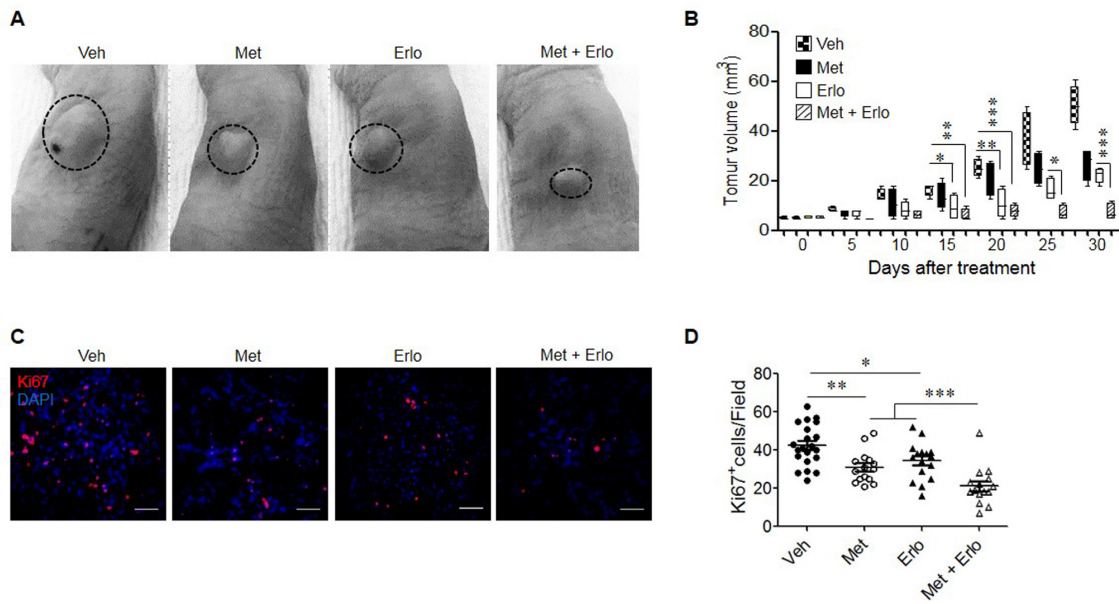 A
Veh Met Erlo Met + Erlo
B
Tomur volume (mm3)
80
60
40
20
0
Veh
Met
Erlo
Met + Erlo
*
**
**
***
*
***
0 5 10 15 20 25 30
Days after treatment
C
Veh Met Erlo Met + Erlo
Ki67
DAPI
D
Ki67+cells/Field
80
60
40
20
0
*
**
***
Veh Met Erlo Met + Erlo